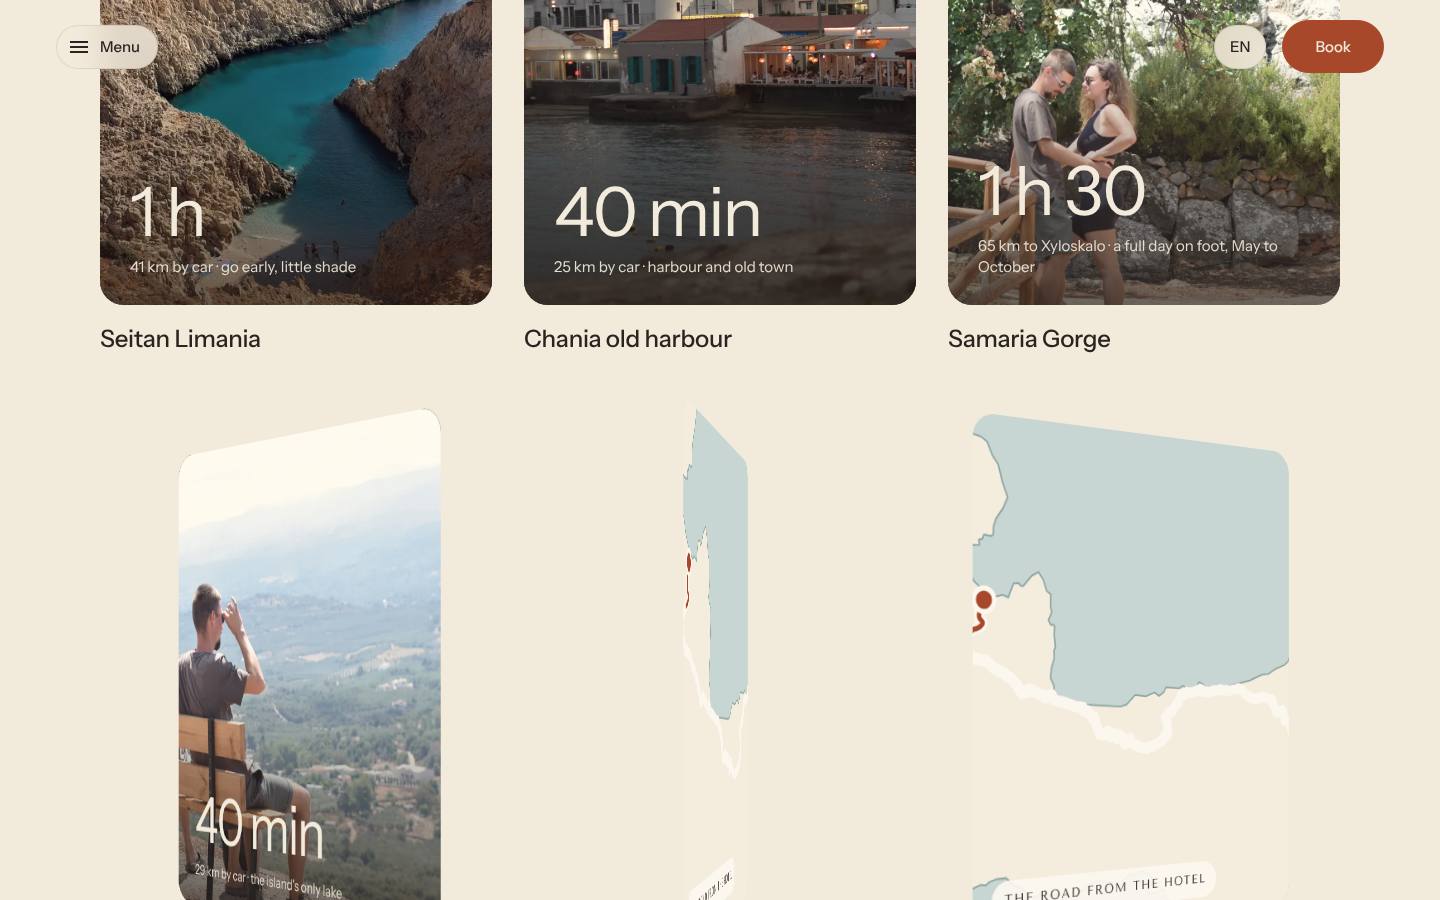 Menu
EN
Book
1 h
41 km by car · go early, little shade
40 min
25 km by car · harbour and old town
1 h 30
65 km to Xyloskalo · a full day on foot, May to
October
Seitan Limania
Chania old harbour
Samaria Gorge
40 min
29 km by car · the island's only lake
THE ROAD FROM THE HOTEL